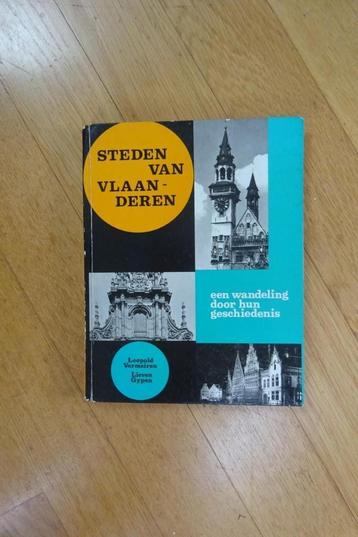 STEDEN
VAN
VLAAN-
DEREN
een wandeling
door hun
geschiedenis
Leopold
Vermeiren
Lieven
Gypen